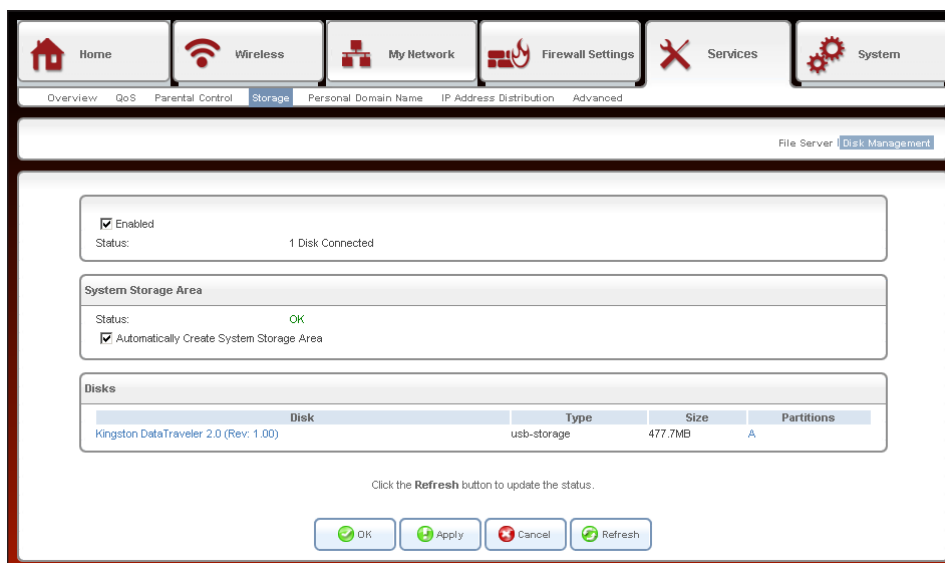 Home Wireless My Network Firewall Settings Services System
Overview QoS Parental Control Storage Personal Domain Name IP Address Distribution Advanced
File Server | Disk Management
Enabled
Status: 1 Disk Connected
System Storage Area
Status: OK
Automatically Create System Storage Area
Disks
Disk Type Size Partitions
Kingston DataTraveler 2.0 (Rev: 1.00) usb-storage 477.7MB A
Click the Refresh button to update the status.
OK Apply Cancel Refresh